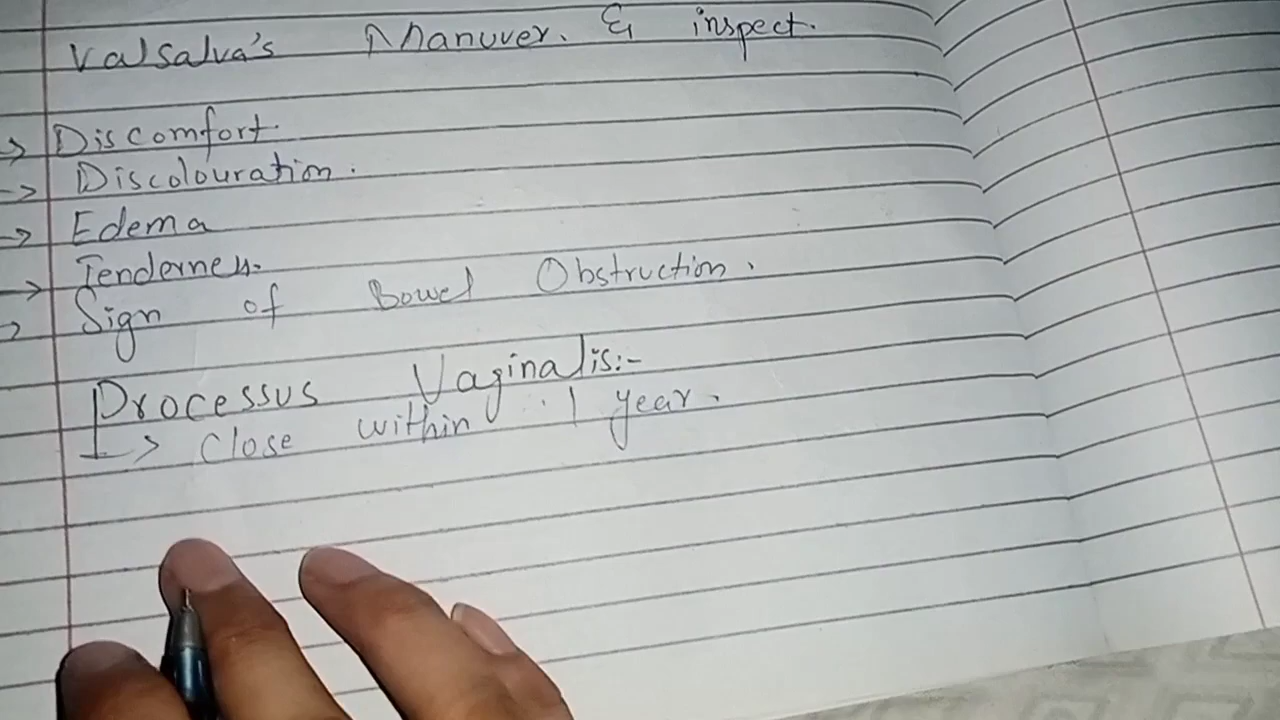 Valsalva's Manuver. & inspect.
→ Discomfort.
→ Discolouration.
→ Edema
→ Tenderness.
→ Sign of Bowel Obstruction.
Processus Vaginalis:-
↳ Close within 1 year.